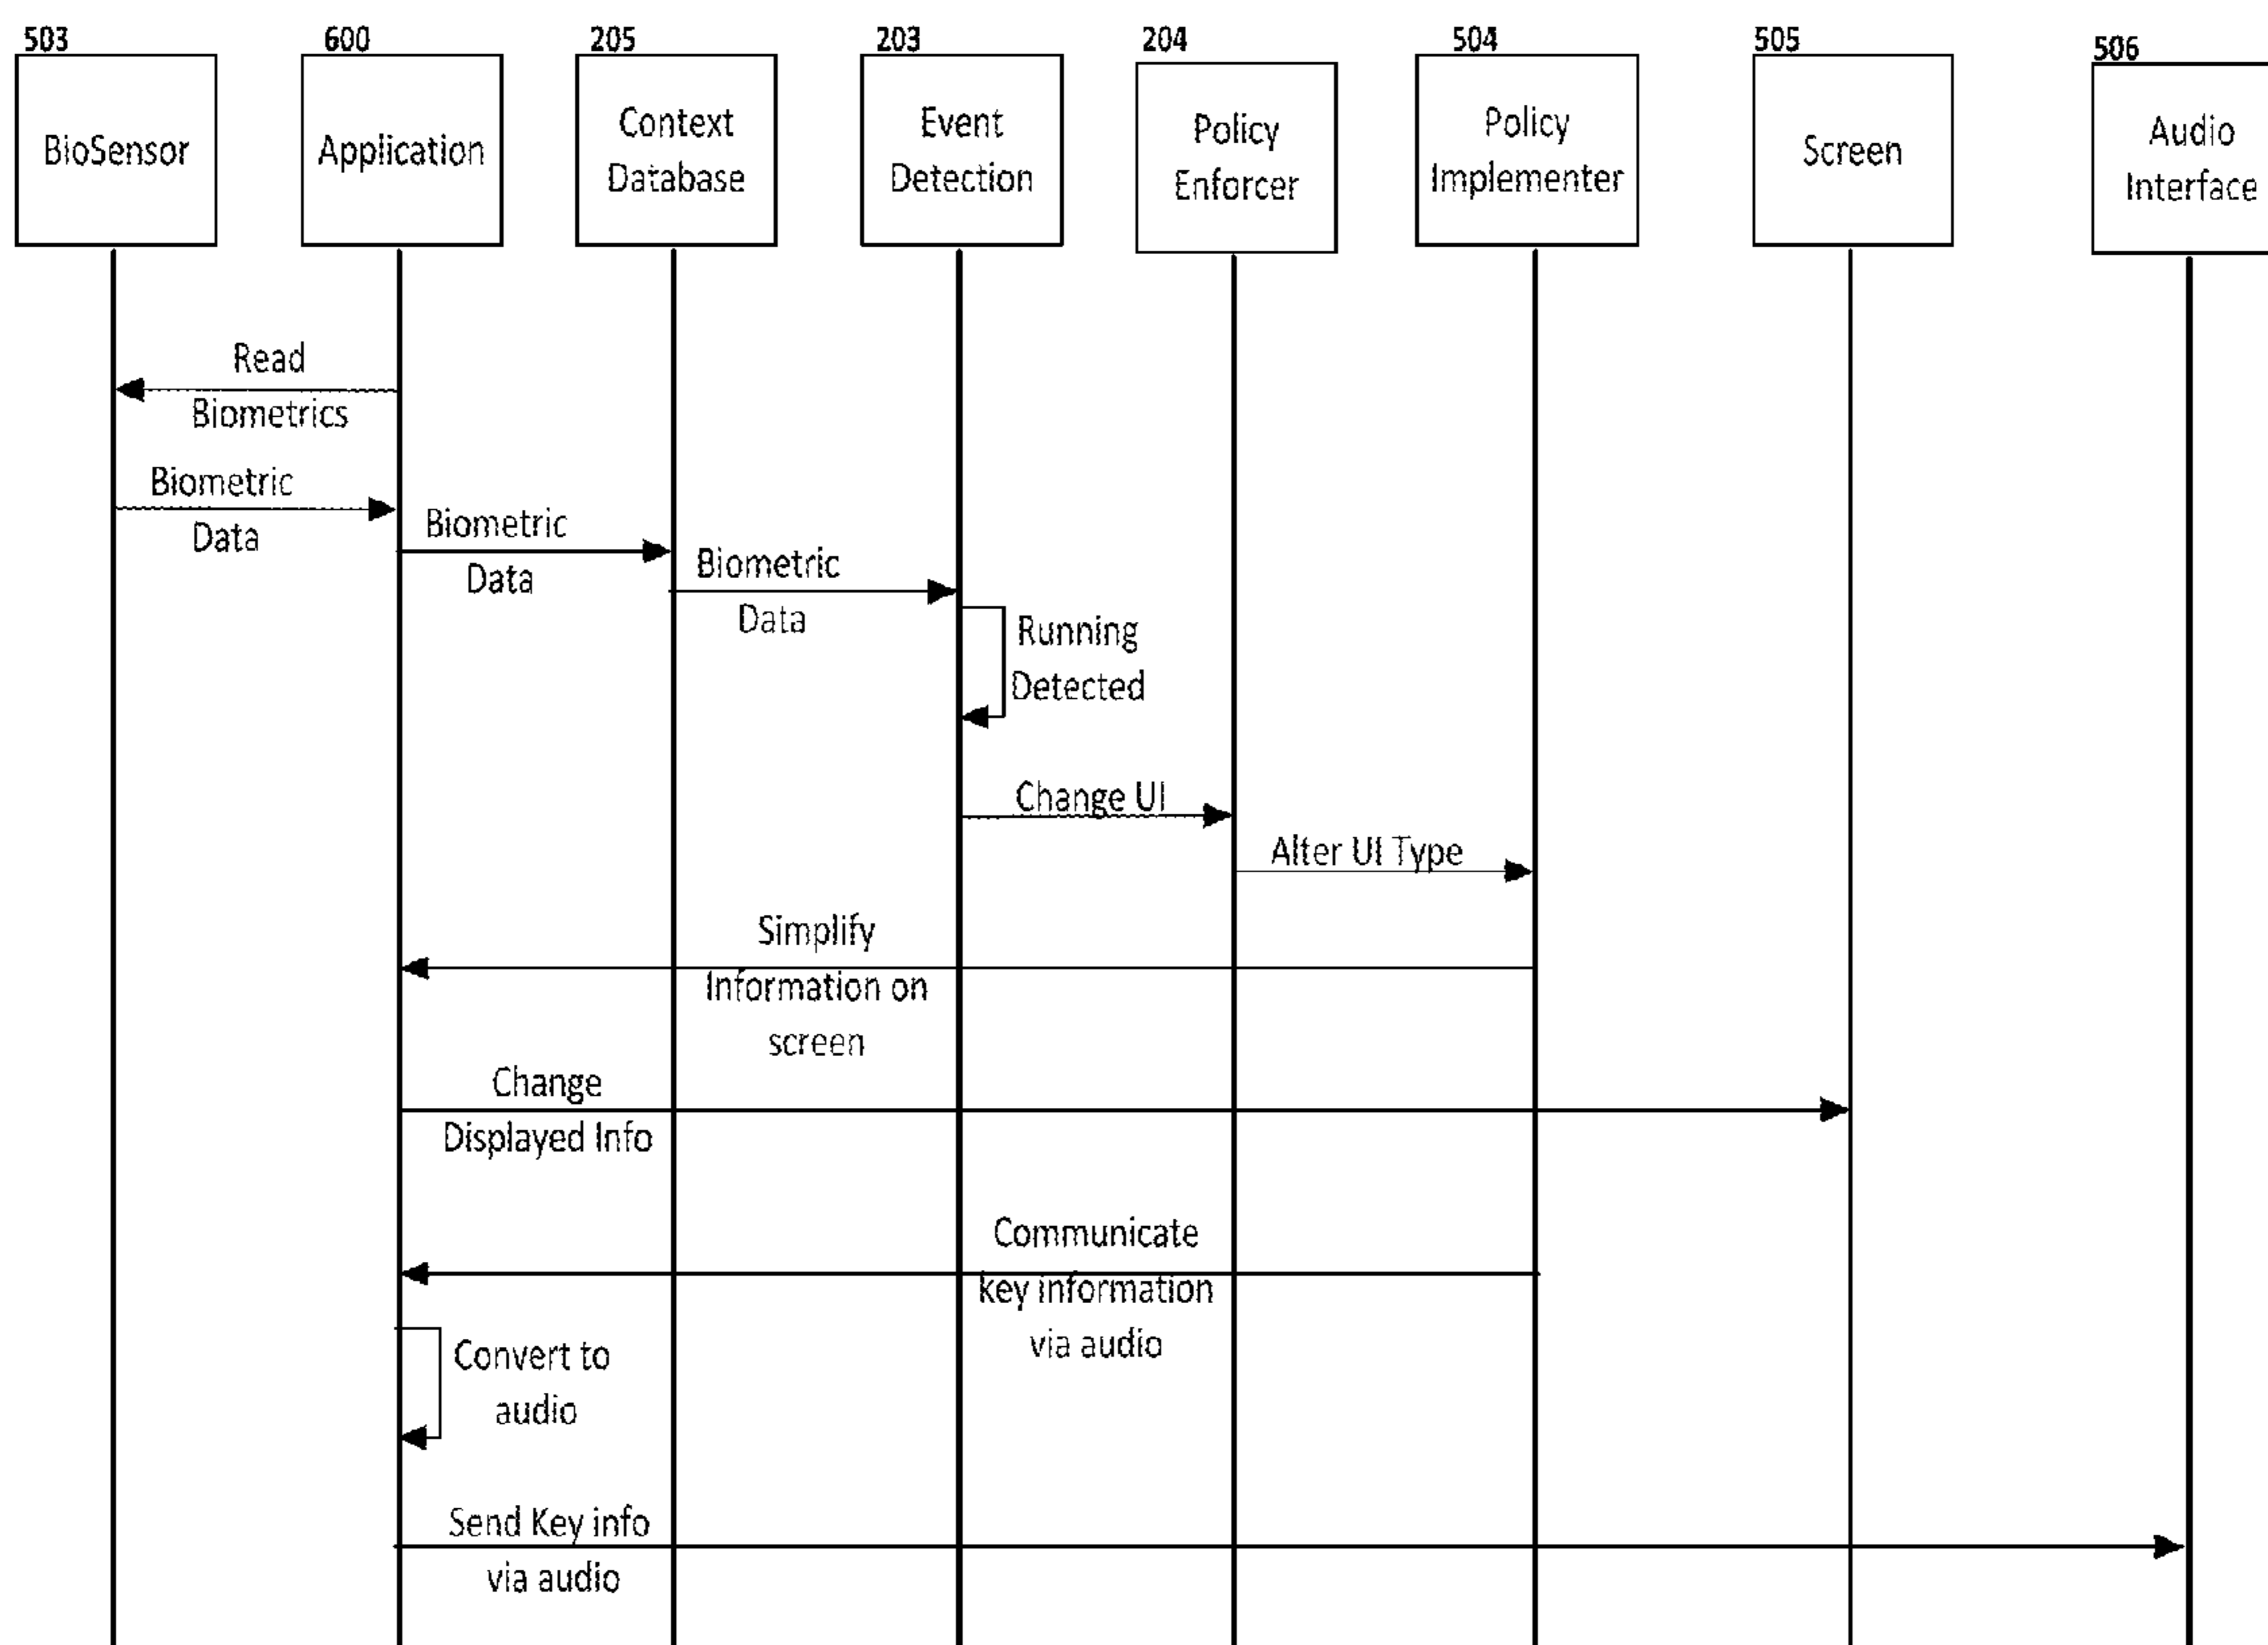 503
600
205
203
204
504
505
506
BioSensor
Application
Context
Database
Event
Detection
Policy
Enforcer
Policy
Implementer
Screen
Audio
Interface
Read
Biometrics
Biometric
Data
Biometric
Data
Biometric
Data
Running
Detected
Change UI
Alter UI Type
Simplify
Information on
screen
Change
Displayed Info
Communicate
key information
via audio
Convert to
audio
Send Key info
via audio